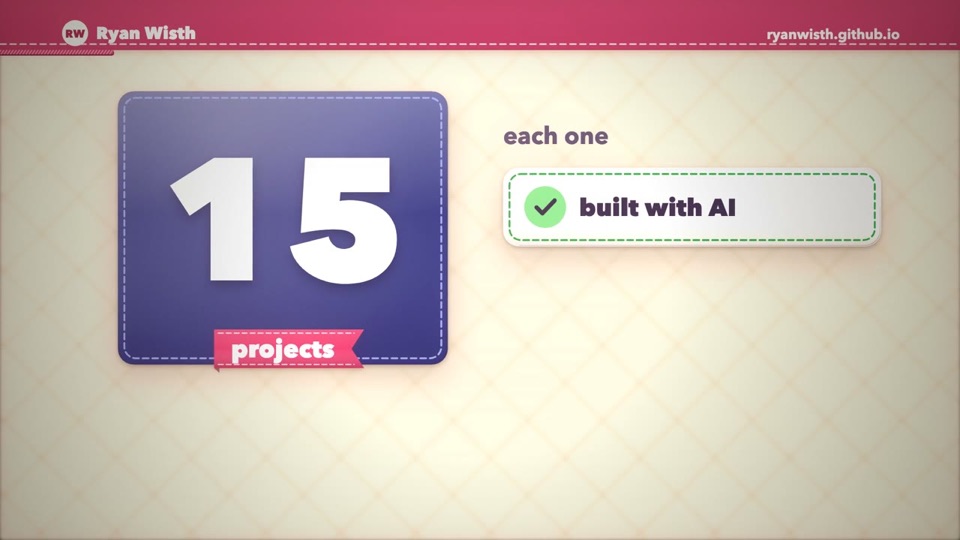 RW Ryan Wisth
ryanwisth.github.io
15
projects
each one
built with AI